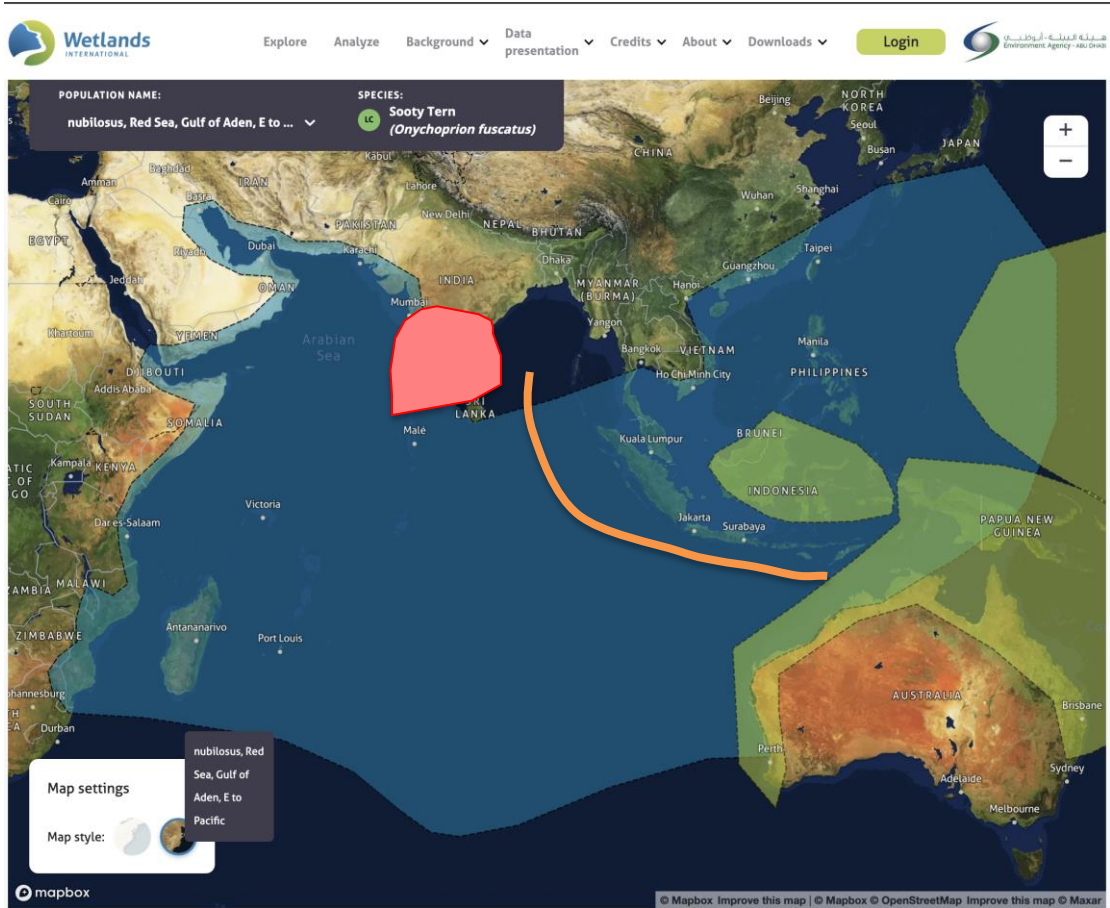 Wetlands
INTERNATIONAL
Explore
Analyze
Background
Data
presentation
Credits
About
Downloads
Login
Environment Agency - ABU DHABI
POPULATION NAME:
nubilosus, Red Sea, Gulf of Aden, E to ...
SPECIES:
LC
Sooty Tern
(Onychoprion fuscatus)
+
−
NORTH
KOREA
Beijing
Seoul
JAPAN
Busan
CHINA
Kabul
Baghdad
IRAN
Amman
Lahore
Wuhan
Shanghai
Cairo
Basra
PAKISTAN
New Delhi
NEPAL
BHUTAN
EGYPT
Riyadh
Dubai
Karachi
Dhaka
Taipei
Guangzhou
Jeddah
OMAN
INDIA
MYANMAR
(BURMA)
Hanoi
Mumbai
Khartoum
YEMEN
Arabian
Sea
Yangon
Bangkok
VIETNAM
Manila
DJIBOUTI
Ho Chi Minh City
PHILIPPINES
Addis Ababa
SOUTH
SUDAN
SRI
LANKA
SOMALIA
Malé
Kuala Lumpur
BRUNEI
Kampala
KENYA
ATIC
C OF
GO
INDONESIA
Victoria
Dar es-Salaam
Jakarta
Surabaya
PAPUA NEW
GUINEA
MALAWI
ZAMBIA
Antananarivo
Port Louis
ZIMBABWE
Johannesburg
AUSTRALIA
Brisbane
Durban
Perth
Sydney
Adelaide
Melbourne
nubilosus, Red
Sea, Gulf of
Aden, E to
Pacific
Map settings
Map style:
mapbox
© Mapbox Improve this map | © Mapbox © OpenStreetMap Improve this map © Maxar